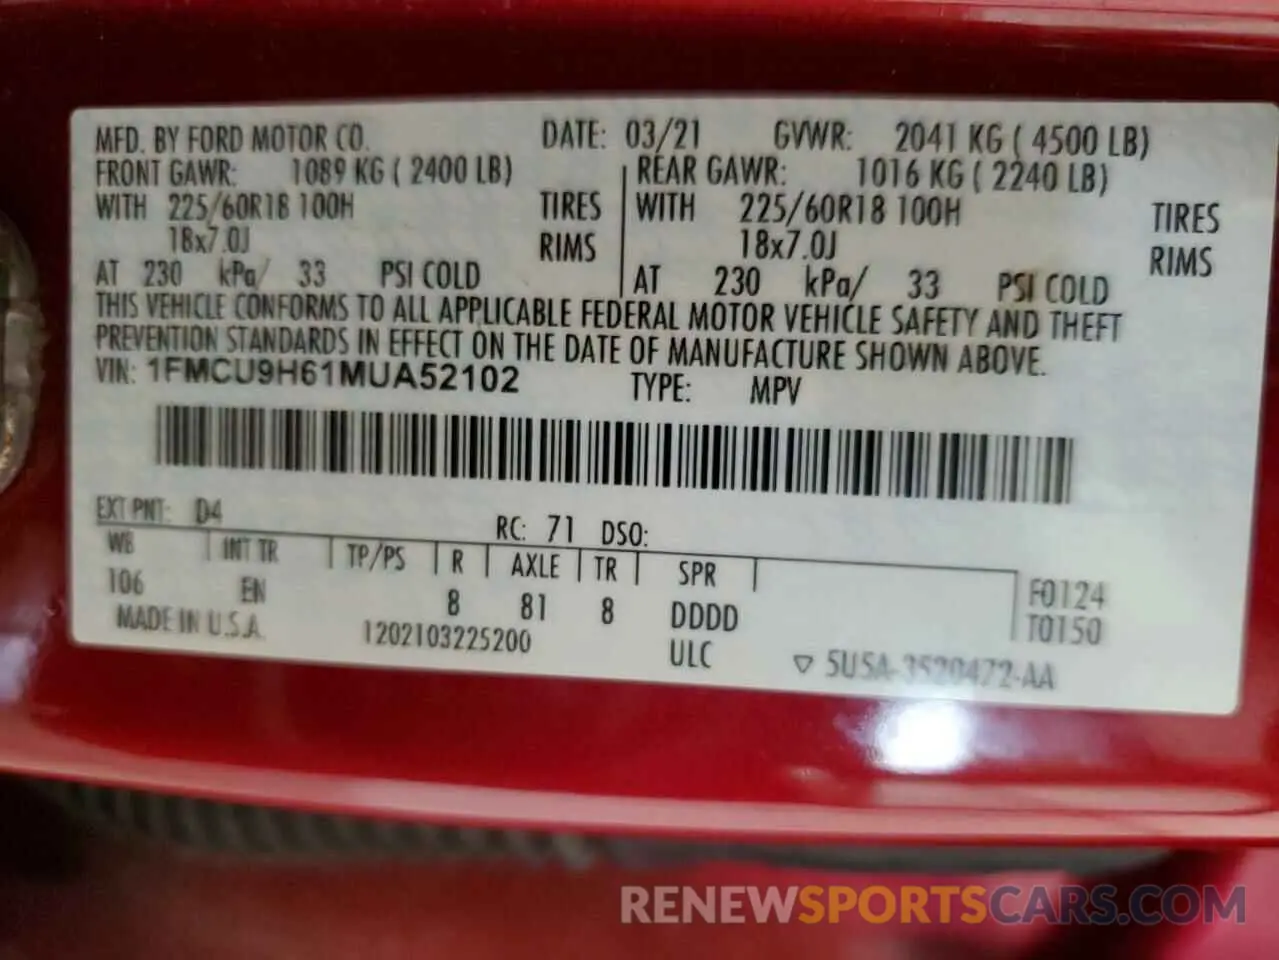 MFD. BY FORD MOTOR CO. DATE: 03/21 GVWR: 2041 KG ( 4500 LB)
FRONT GAWR: 1089 KG ( 2400 LB) REAR GAWR: 1016 KG ( 2240 LB)
WITH 225/60R18 100H TIRES WITH 225/60R18 100H TIRES
18x7.0J RIMS 18x7.0J RIMS
AT 230 kPa/ 33 PSI COLD AT 230 kPa/ 33 PSI COLD
THIS VEHICLE CONFORMS TO ALL APPLICABLE FEDERAL MOTOR VEHICLE SAFETY AND THEFT
PREVENTION STANDARDS IN EFFECT ON THE DATE OF MANUFACTURE SHOWN ABOVE.
VIN: 1FMCU9H61MUA52102 TYPE: MPV
EXT PNT: D4 RC: 71 DSO:
WB INT TR TP/PS R AXLE TR SPR
106 EN 8 81 8 DDDD F0124
T0150
MADE IN U.S.A. 1202103225200 ULC ▽ 5U5A-3520472-AA
RENEWSPORTSCARS.COM